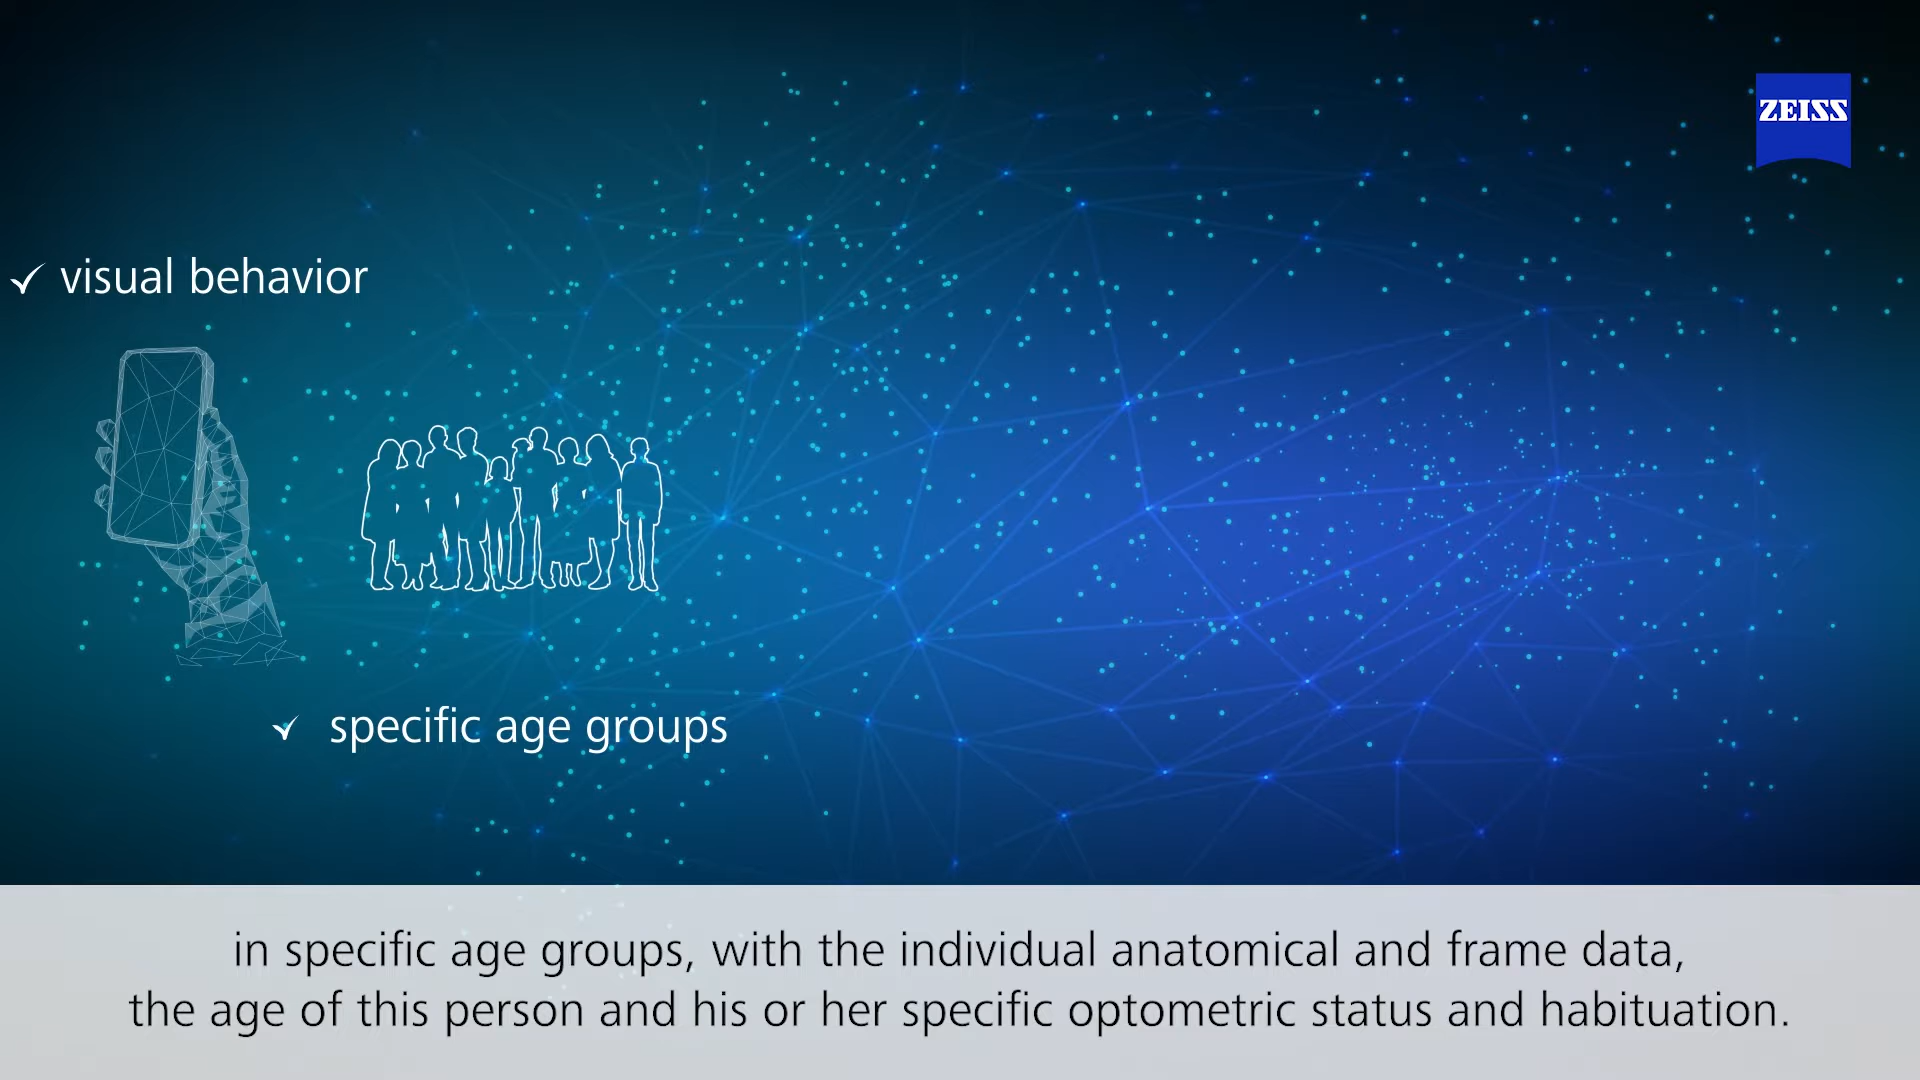 ZEISS
visual behavior
specific age groups
in specific age groups, with the individual anatomical and frame data,
the age of this person and his or her specific optometric status and habituation.